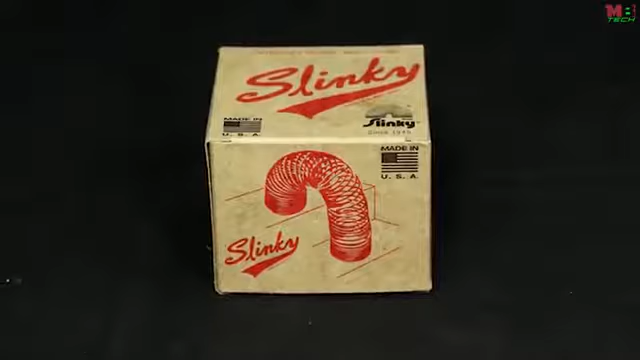 MB
TECH
Slinky
MADE IN
U. S. A.
Slinky
SINCE 1945
MADE IN
U. S. A.
Slinky